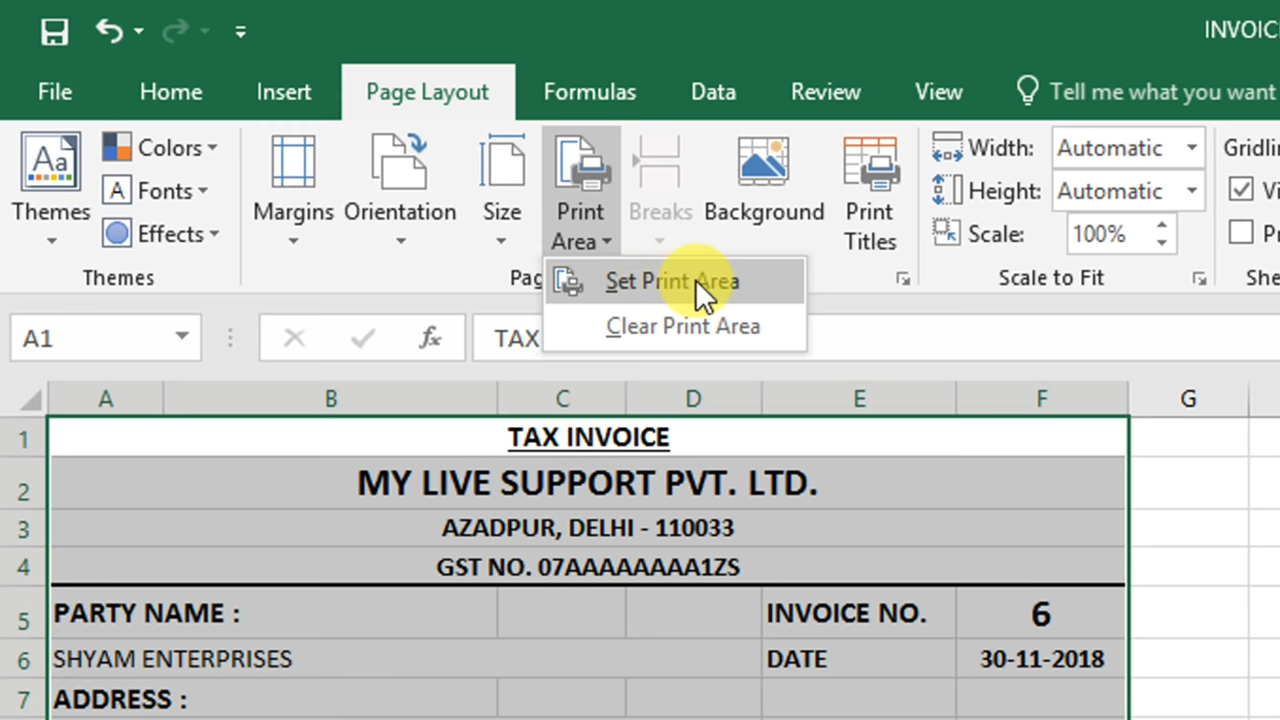 INVOIC
File Home Insert Page Layout Formulas Data Review View Tell me what you want
Aa Colors Margins Orientation Size Print Area Breaks Background Print Titles Width: Automatic Gridlin
Themes A Fonts Height: Automatic Vi
Effects Scale: 100% Print
Themes Pag Scale to Fit She
Set Print Area
Clear Print Area
A1 fx TAX
A B C D E F G
1 TAX INVOICE
2 MY LIVE SUPPORT PVT. LTD.
3 AZADPUR, DELHI - 110033
4 GST NO. 07AAAAAAAA1ZS
5 PARTY NAME : INVOICE NO. 6
6 SHYAM ENTERPRISES DATE 30-11-2018
7 ADDRESS :